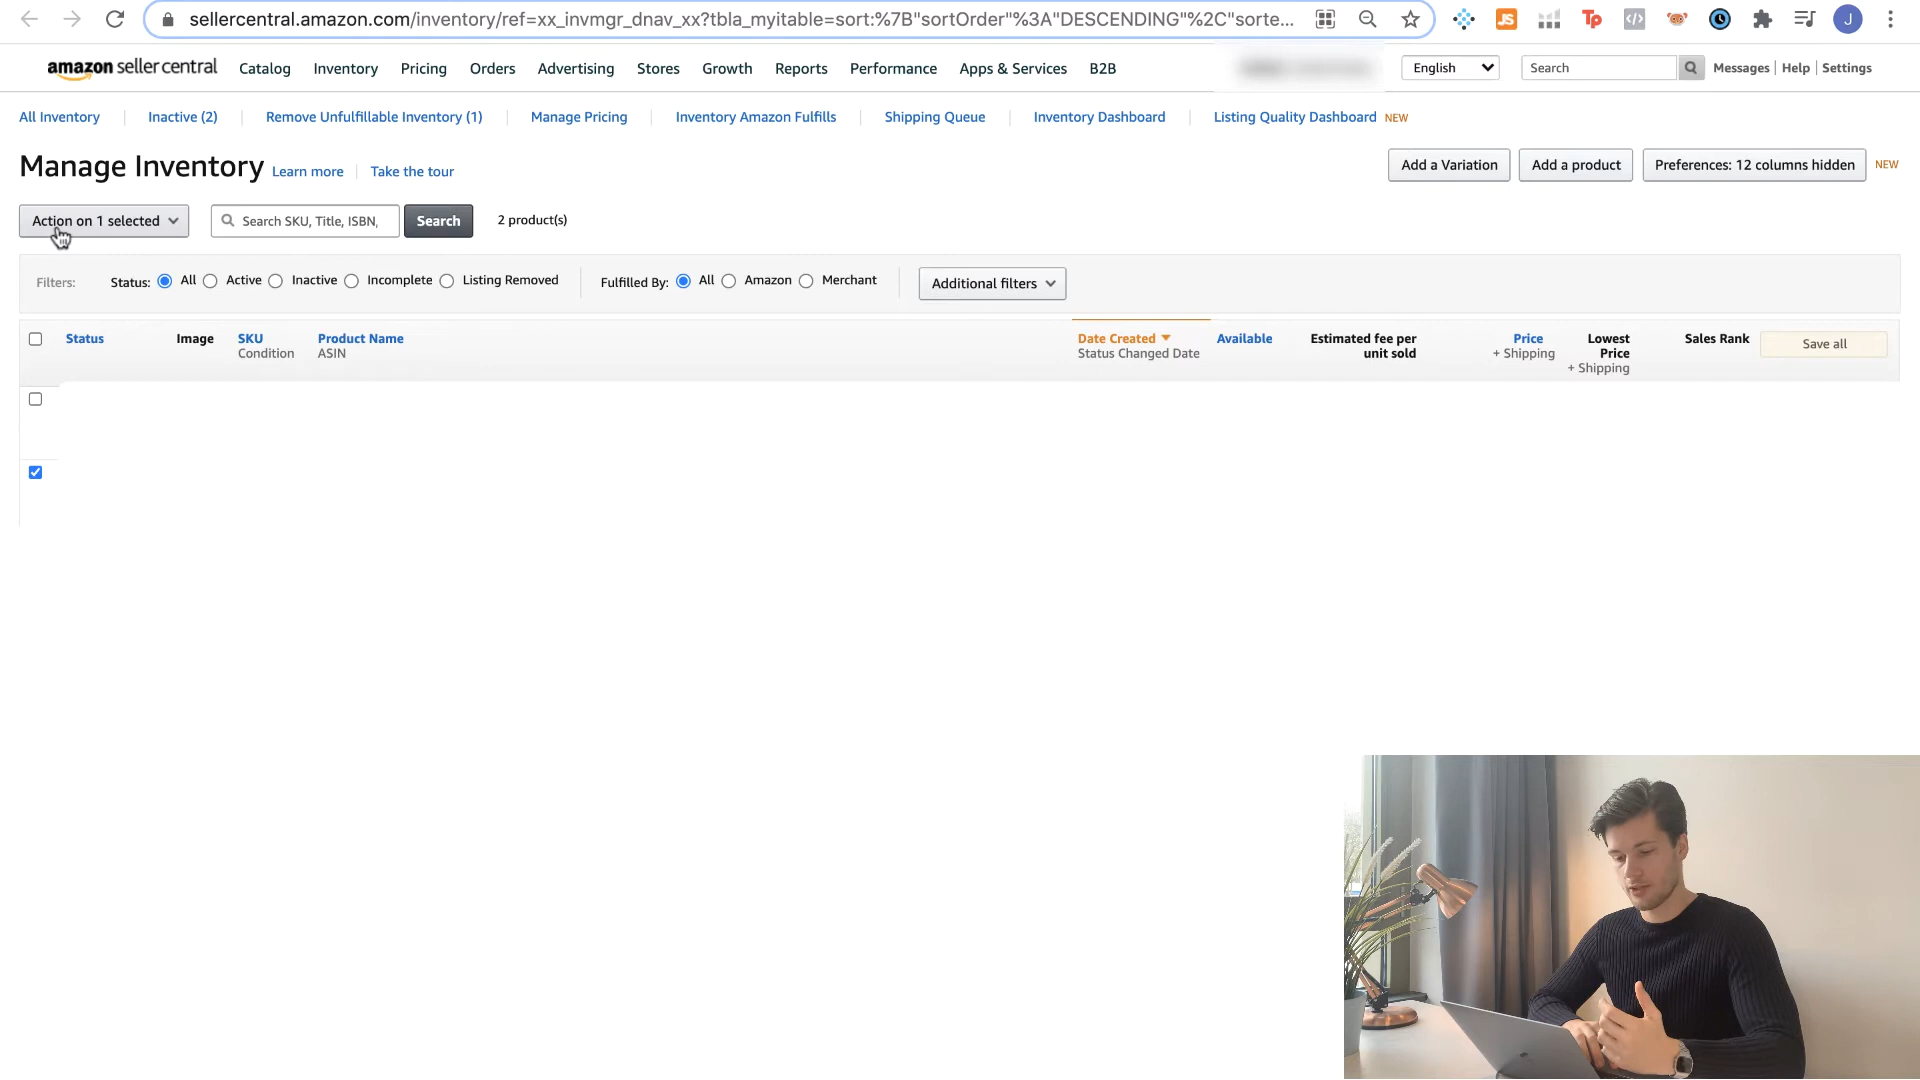 sellercentral.amazon.com/inventory/ref=xx_invmgr_dnav_xx?tbla_myitable=sort:%7B"sortOrder"%3A"DESCENDING"%2C"sorte...
JS
Tp
J
amazon seller central Catalog Inventory Pricing Orders Advertising Stores Growth Reports Performance Apps & Services B2B English Search Messages Help Settings
All Inventory Inactive (2) Remove Unfulfillable Inventory (1) Manage Pricing Inventory Amazon Fulfills Shipping Queue Inventory Dashboard Listing Quality Dashboard NEW
Manage Inventory Learn more Take the tour Add a Variation Add a product Preferences: 12 columns hidden NEW
Action on 1 selected Search SKU, Title, ISBN, Search 2 product(s)
Filters: Status: All Active Inactive Incomplete Listing Removed Fulfilled By: All Amazon Merchant Additional filters
Status Image SKU Product Name Date Created Available Estimated fee per Price Lowest Sales Rank Save all
Condition ASIN Status Changed Date unit sold + Shipping Price
+ Shipping